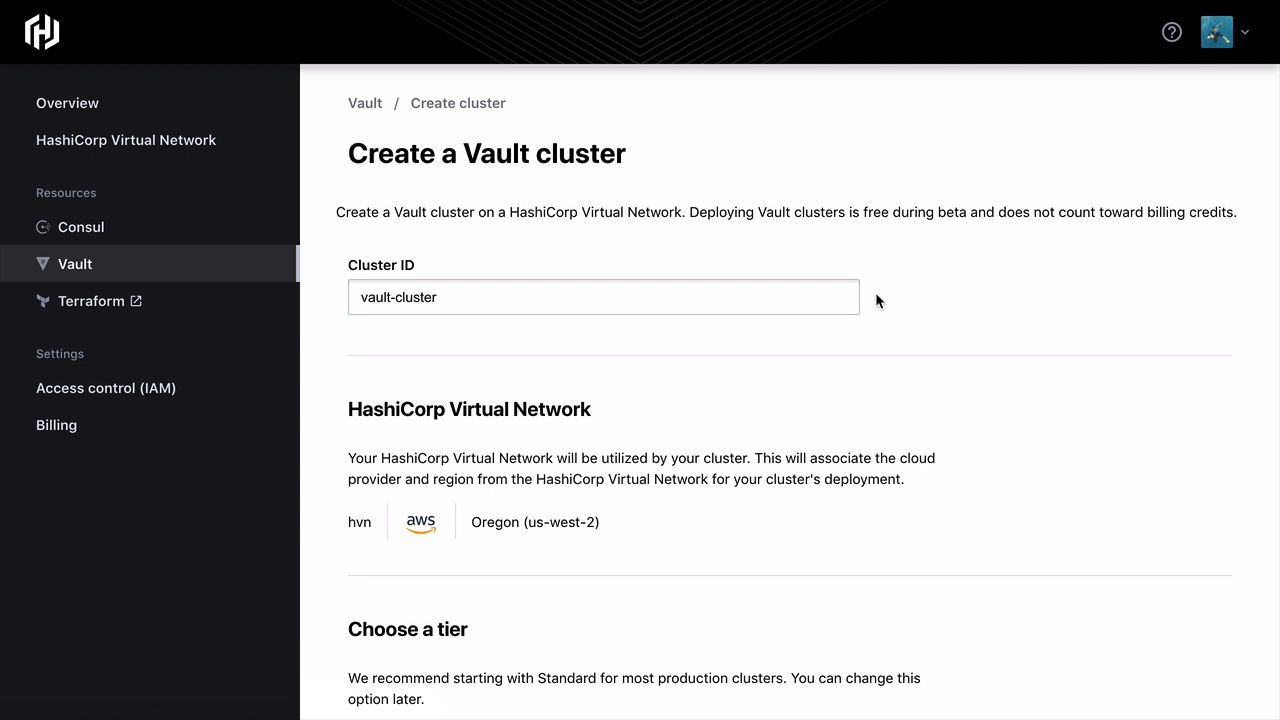 Overview
HashiCorp Virtual Network
Resources
Consul
Vault
Terraform
Settings
Access control (IAM)
Billing
Vault / Create cluster
Create a Vault cluster
Create a Vault cluster on a HashiCorp Virtual Network. Deploying Vault clusters is free during beta and does not count toward billing credits.
Cluster ID
vault-cluster
HashiCorp Virtual Network
Your HashiCorp Virtual Network will be utilized by your cluster. This will associate the cloud
provider and region from the HashiCorp Virtual Network for your cluster's deployment.
hvn aws Oregon (us-west-2)
Choose a tier
We recommend starting with Standard for most production clusters. You can change this
option later.